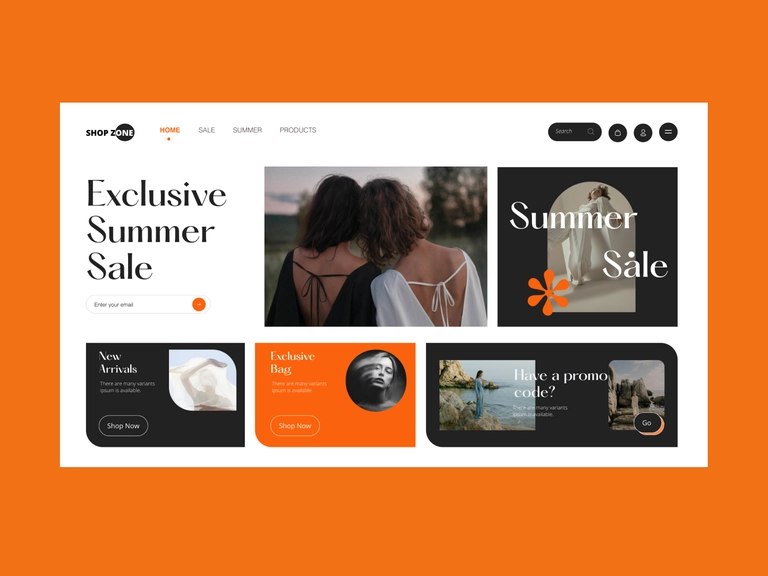 SHOP ZONE
HOME
SALE
SUMMER
PRODUCTS
Search
Exclusive
Summer
Sale
Enter your email
Summer
Sale
New
Arrivals
There are many variants
ipsum is available.
Shop Now
Exclusive
Bag
There are many variants
ipsum is available.
Shop Now
Have a promo
code?
There are many variants
ipsum is available.
Go